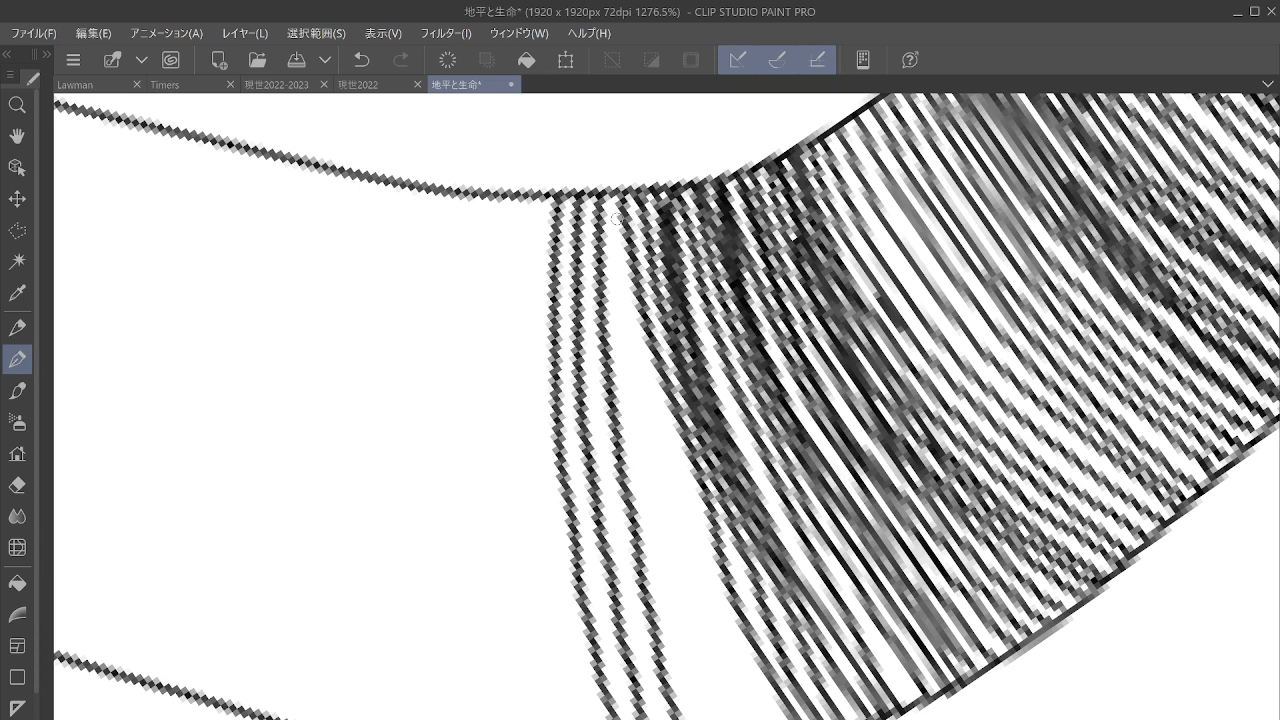 地平と生命* (1920 x 1920px 72dpi 1276.5%) - CLIP STUDIO PAINT PRO
ファイル(F) 編集(E) アニメーション(A) レイヤー(L) 選択範囲(S) 表示(V) フィルター(I) ウィンドウ(W) ヘルプ(H)
Lawman Timers 現世2022-2023 現世2022 地平と生命*